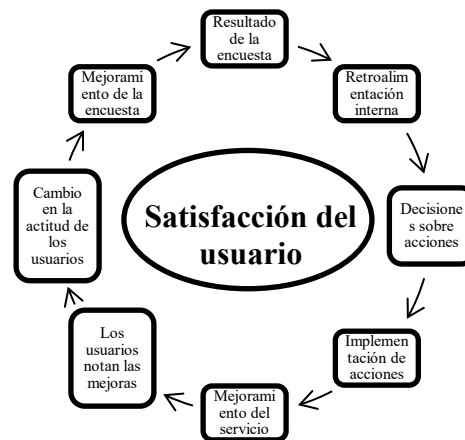 Resultado
de la
encuesta
Retroalim
entación
interna
Decisione
s sobre
acciones
Implemen
tación de
acciones
Mejorami
ento del
servicio
Los
usuarios
notan las
mejoras
Cambio
en la
actitud de
los
usuarios
Mejorami
ento de la
encuesta
Satisfacción del
usuario